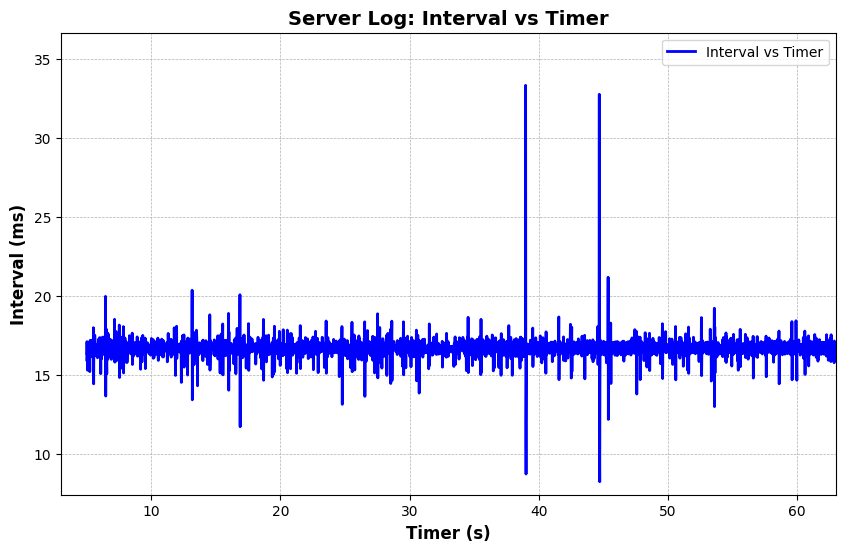 Server Log: Interval vs Timer
Interval vs Timer
35
30
25
20
15
10
Interval (ms)
10 20 30 40 50 60
Timer (s)